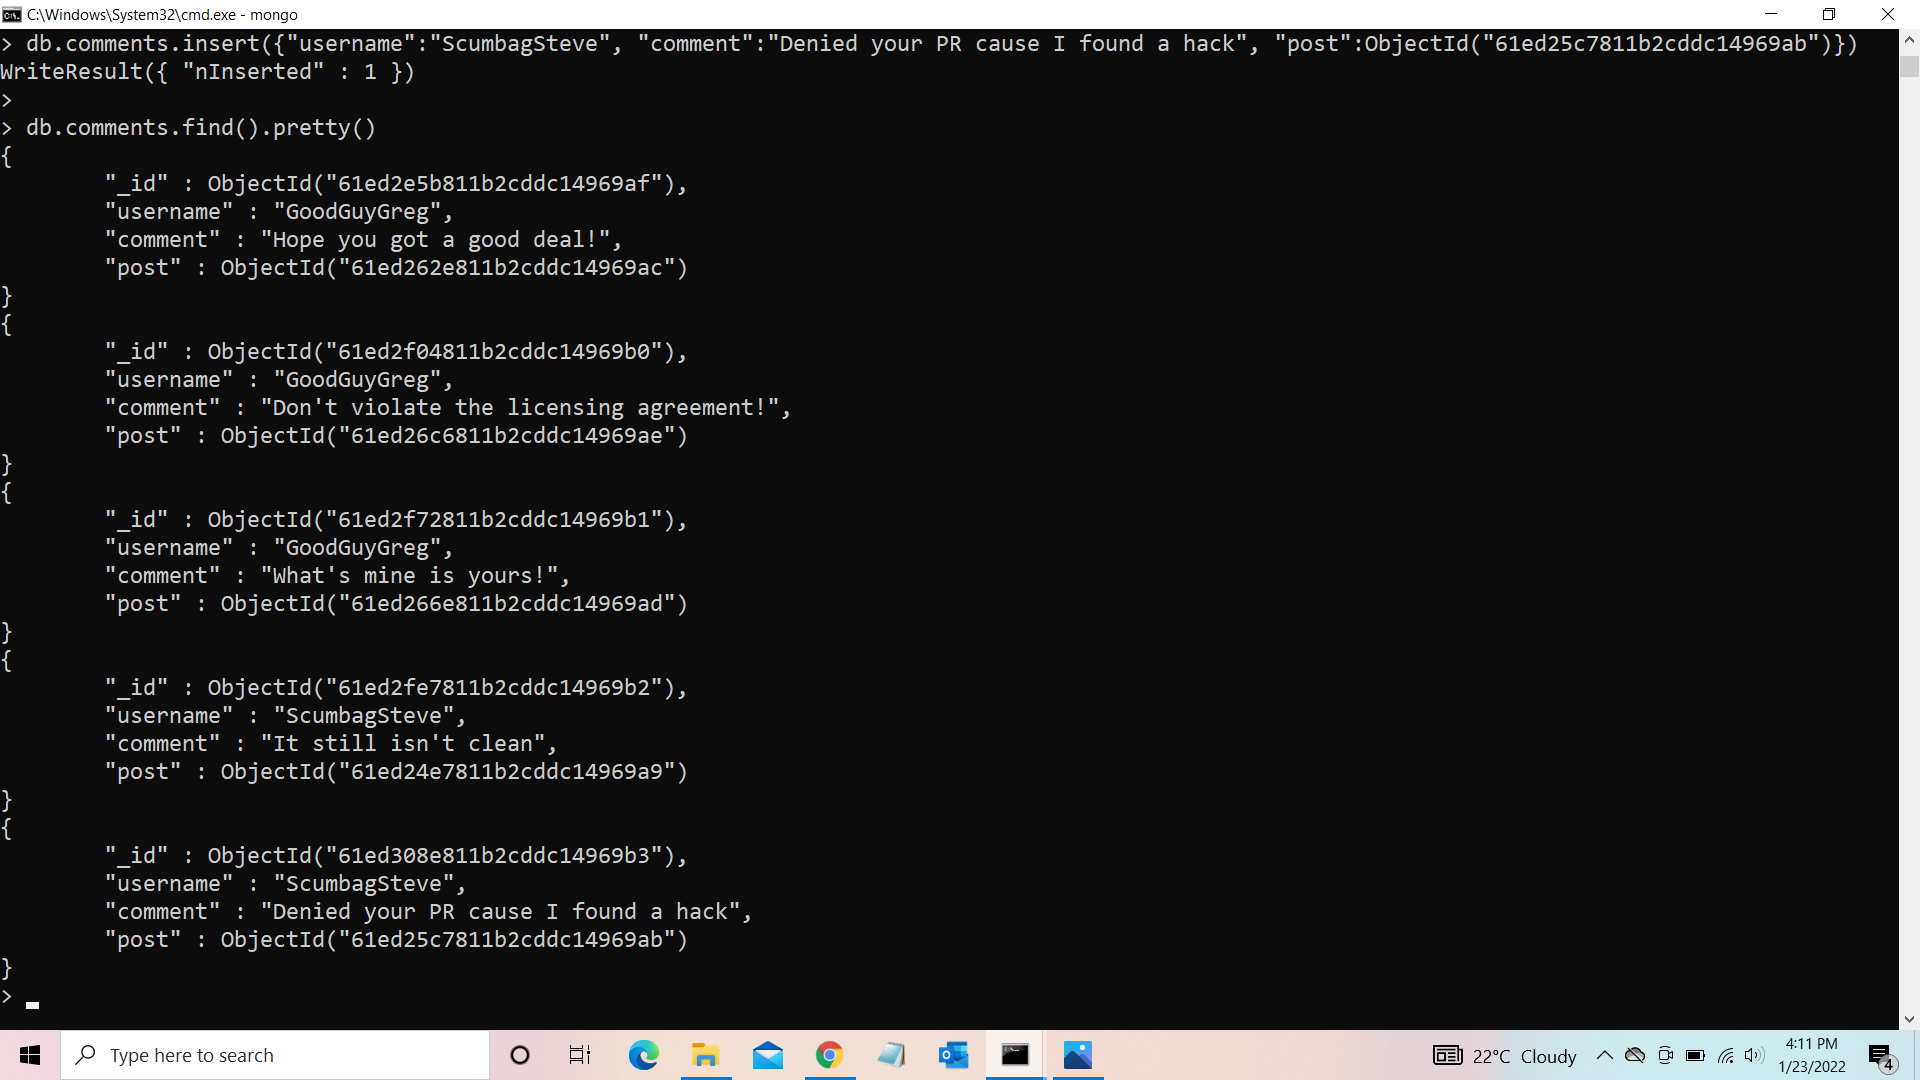 C:\Windows\System32\cmd.exe - mongo
> db.comments.insert({"username":"ScumbagSteve", "comment":"Denied your PR cause I found a hack", "post":ObjectId("61ed25c7811b2cddc14969ab")})
WriteResult({ "nInserted" : 1 })
>
> db.comments.find().pretty()
{
"_id" : ObjectId("61ed2e5b811b2cddc14969af"),
"username" : "GoodGuyGreg",
"comment" : "Hope you got a good deal!",
"post" : ObjectId("61ed262e811b2cddc14969ac")
}
{
"_id" : ObjectId("61ed2f04811b2cddc14969b0"),
"username" : "GoodGuyGreg",
"comment" : "Don't violate the licensing agreement!",
"post" : ObjectId("61ed26c6811b2cddc14969ae")
}
{
"_id" : ObjectId("61ed2f72811b2cddc14969b1"),
"username" : "GoodGuyGreg",
"comment" : "What's mine is yours!",
"post" : ObjectId("61ed266e811b2cddc14969ad")
}
{
"_id" : ObjectId("61ed2fe7811b2cddc14969b2"),
"username" : "ScumbagSteve",
"comment" : "It still isn't clean",
"post" : ObjectId("61ed24e7811b2cddc14969a9")
}
{
"_id" : ObjectId("61ed308e811b2cddc14969b3"),
"username" : "ScumbagSteve",
"comment" : "Denied your PR cause I found a hack",
"post" : ObjectId("61ed25c7811b2cddc14969ab")
}
>
Type here to search
22°C Cloudy
4:11 PM
1/23/2022
4